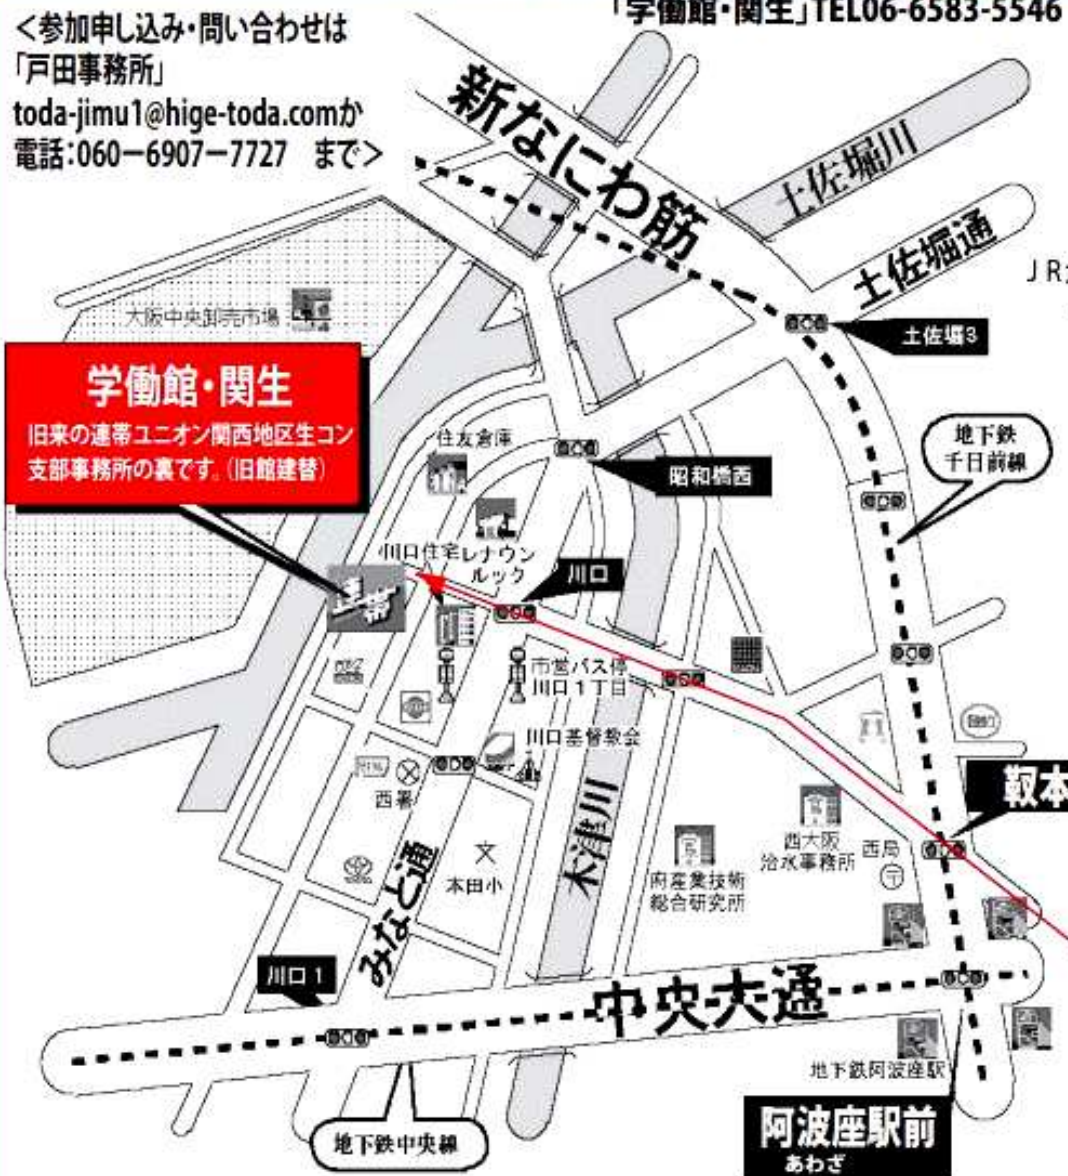 「学働館・関生」TEL06-6583-5546
＜参加申し込み・問い合わせは
「戸田事務所」
toda-jimu1@hige-toda.comか
電話：060－6907－7727　まで＞
新なにわ筋
土佐堀川
土佐堀通
JR
大阪中央卸売市場
土佐堀3
学働館・関生
旧来の連帯ユニオン関西地区生コン
支部事務所の裏です。(旧館建替)
住友倉庫
昭和橋西
地下鉄
千日前線
川口住宅
レナウン
ルック
川口
連帯
市営バス停
川口1丁目
川口基督教会
西署
靭本
西大阪
治水事務所
西局
〒
文
本田小
木津川
府産業技術
総合研究所
みなと通
川口1
中央大通
地下鉄阿波座駅
地下鉄中央線
阿波座駅前
あわざ